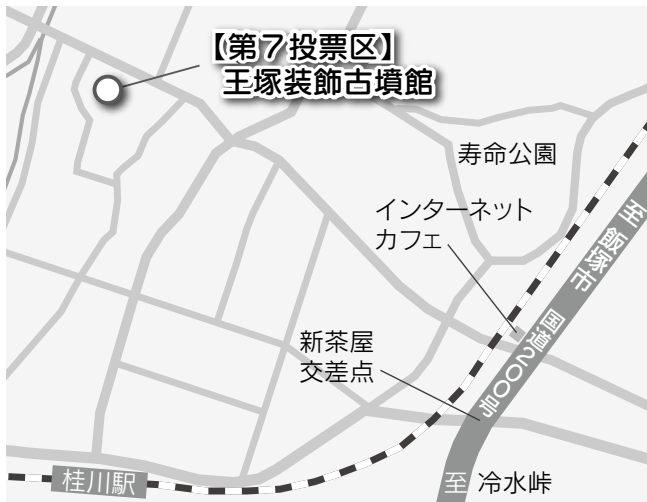 【第7投票区】
王塚装飾古墳館
寿命公園
インターネット
カフェ
至 飯塚市
国道200号
新茶屋
交差点
桂川駅
至 冷水峠